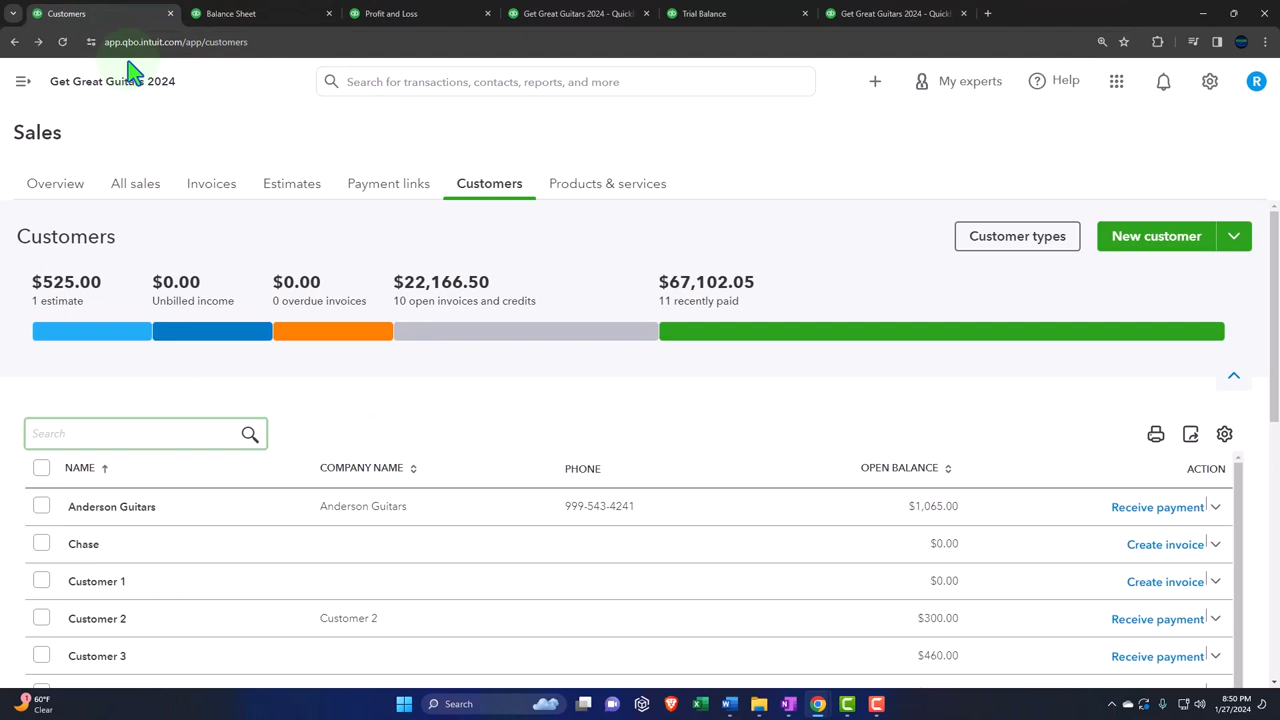 Customers
Balance Sheet
Profit and Loss
Get Great Guitars 2024 - Quickb
Trial Balance
Get Great Guitars 2024 - Quickb
app.qbo.intuit.com/app/customers
Get Great Guitars 2024
Search for transactions, contacts, reports, and more
My experts
Help
R
Sales
Overview
All sales
Invoices
Estimates
Payment links
Customers
Products & services
Customers
Customer types
New customer
$525.00
1 estimate
$0.00
Unbilled income
$0.00
0 overdue invoices
$22,166.50
10 open invoices and credits
$67,102.05
11 recently paid
Search
NAME
COMPANY NAME
PHONE
OPEN BALANCE
ACTION
Anderson Guitars
Anderson Guitars
999-543-4241
$1,065.00
Receive payment
Chase
$0.00
Create invoice
Customer 1
$0.00
Create invoice
Customer 2
Customer 2
$300.00
Receive payment
Customer 3
$460.00
Receive payment
1
60°F
Clear
Search
8:50 PM
1/27/2024